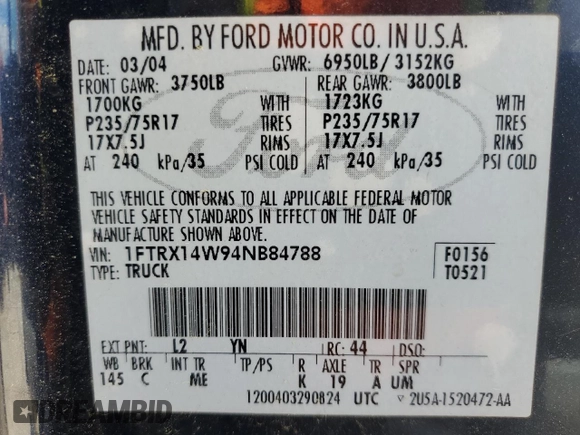 MFD. BY FORD MOTOR CO. IN U.S.A.
DATE: 03/04 GVWR: 6950LB/ 3152KG
FRONT GAWR: 3750LB REAR GAWR: 3800LB
1700KG WITH 1723KG WITH
P235/75R17 TIRES P235/75R17 TIRES
17X7.5J RIMS 17X7.5J RIMS
AT 240 kPa/35 PSI COLD AT 240 kPa/35 PSI COLD
THIS VEHICLE CONFORMS TO ALL APPLICABLE FEDERAL MOTOR
VEHICLE SAFETY STANDARDS IN EFFECT ON THE DATE OF
MANUFACTURE SHOWN ABOVE.
VIN: 1FTRX14W94NB84788 F0156
TYPE: TRUCK T0521
EXT PNT: L2 YN RC: 44 DSO:
WB BRK INT TR TP/PS R AXLE TR SPR
145 C ME K 19 A UM
1200403290824 UTC 2U5A-1520472-AA
Ford
DREAMBID